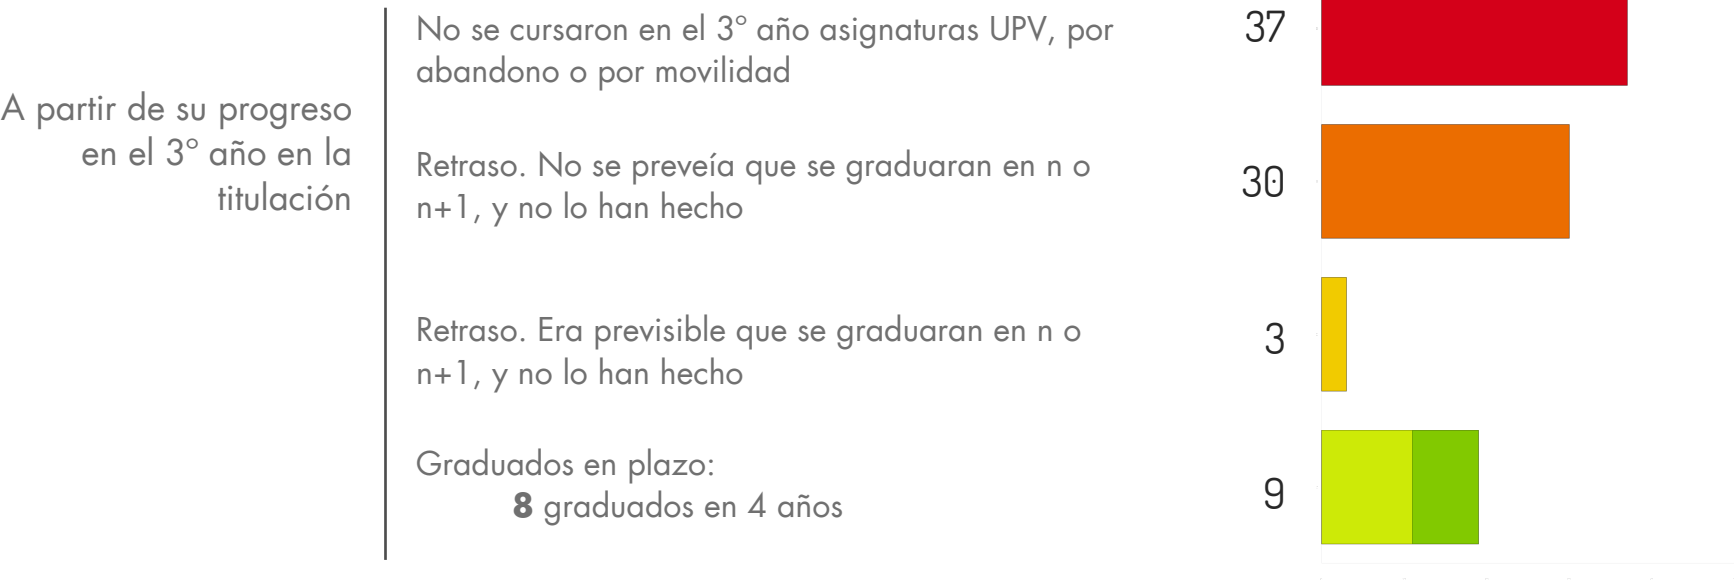 A partir de su progreso
en el 3º año en la
titulación
No se cursaron en el 3º año asignaturas UPV, por
abandono o por movilidad
37
Retraso. No se preveía que se graduaran en n o
n+1, y no lo han hecho
30
Retraso. Era previsible que se graduaran en n o
n+1, y no lo han hecho
3
Graduados en plazo:
8 graduados en 4 años
9